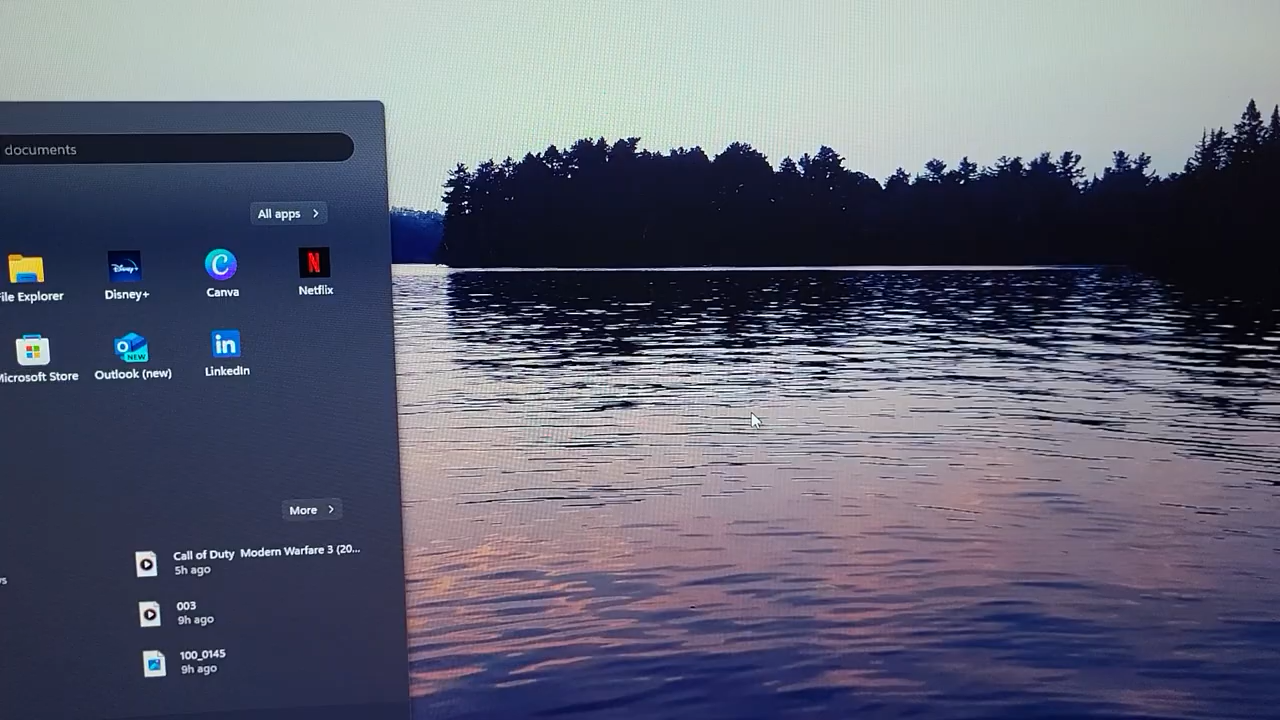 documents
All apps
File Explorer
Disney+
Canva
Netflix
Microsoft Store
Outlook (new)
LinkedIn
More
Call of Duty  Modern Warfare 3 (20...
5h ago
003
9h ago
100_0145
9h ago